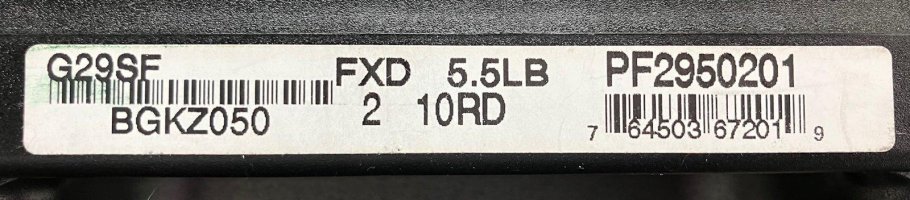 G29SF FXD 5.5LB PF2950201
BGKZ050 2 10RD
7 64503 67201 9